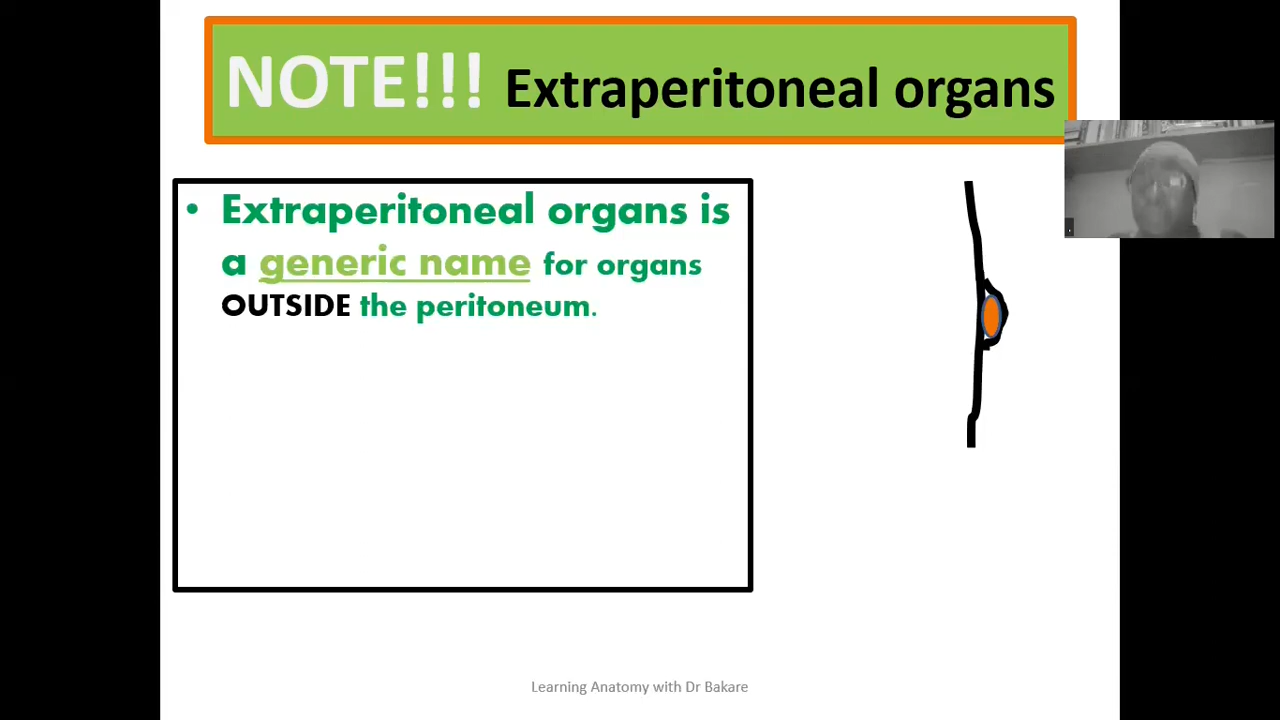 NOTE!!! Extraperitoneal organs
• Extraperitoneal organs is
a generic name for organs
OUTSIDE the peritoneum.
Learning Anatomy with Dr Bakare